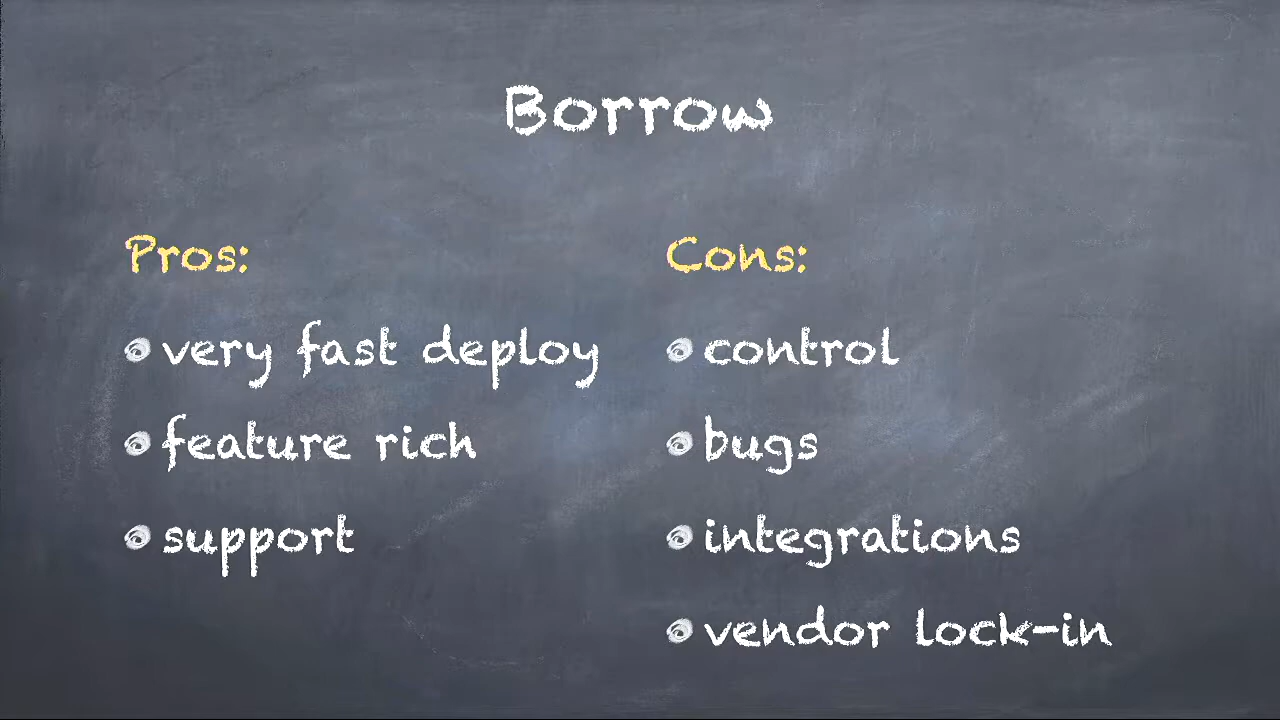 Borrow
Pros:
very fast deploy
feature rich
support
Cons:
control
bugs
integrations
vendor lock-in